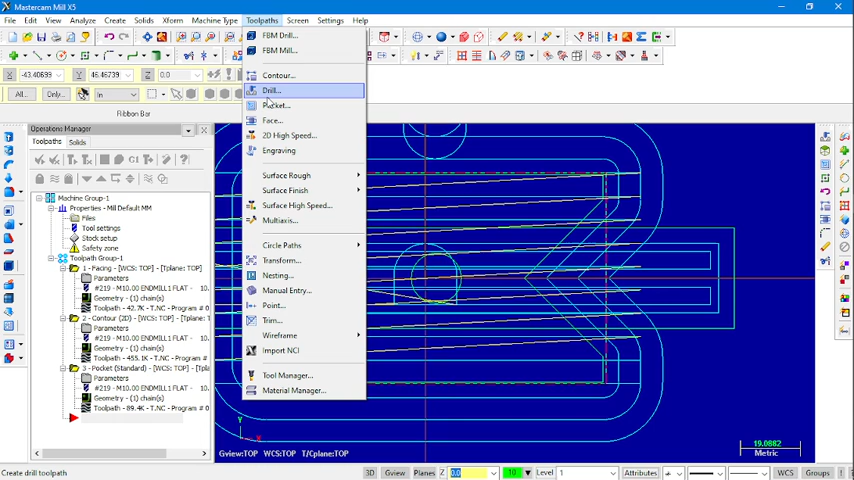 Mastercam Mill X5
File Edit View Analyze Create Solids Xform Machine Type Toolpaths Screen Settings Help
X -43.40699 Y 46.46739 Z 0.0
All... Only... In
Ribbon Bar
Operations Manager
Toolpaths Solids
G1
Machine Group-1
Properties - Mill Default MM
Files
Tool settings
Stock setup
Safety zone
Toolpath Group-1
1 - Facing - [WCS: TOP] - [Tplane: TOP]
Parameters
#219 - M10.00 ENDMILL1 FLAT - 10.
Geometry - (1) chain(s)
Toolpath - 42.7K - T.NC - Program # 0
2 - Contour (2D) - [WCS: TOP] - [Tplane: T
Parameters
#219 - M10.00 ENDMILL1 FLAT - 10.
Geometry - (1) chain(s)
Toolpath - 455.1K - T.NC - Program # 0
3 - Pocket (Standard) - [WCS: TOP] - [Tpla
Parameters
#219 - M10.00 ENDMILL1 FLAT - 10.
Geometry - (1) chain(s)
Toolpath - 89.4K - T.NC - Program # 0
FBM Drill...
FBM Mill...
Contour...
Drill...
Pocket...
Face...
2D High Speed...
Engraving
Surface Rough
Surface Finish
Surface High Speed...
Multiaxis...
Circle Paths
Transform...
Nesting...
Manual Entry...
Point...
Trim...
Wireframe
Import NCI
Tool Manager...
Material Manager...
Y
X
Gview:TOP WCS:TOP T/Cplane:TOP
19.0882
Metric
Create drill toolpath
3D Gview Planes Z 0.0 10 Level 1 Attributes WCS Groups ! ?